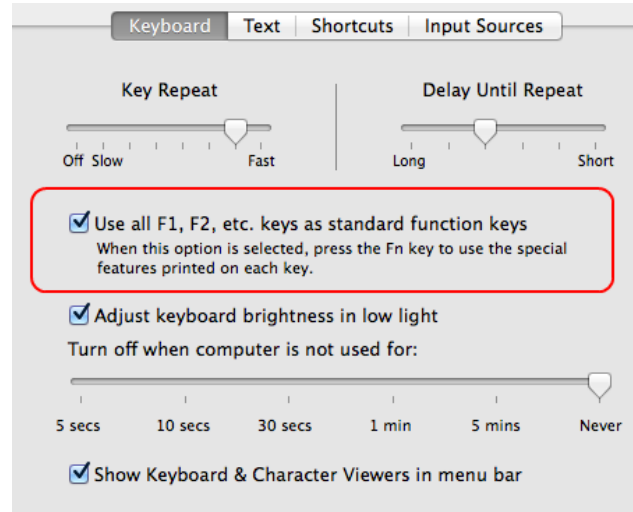 Keyboard Text Shortcuts Input Sources
Key Repeat Delay Until Repeat
Off Slow Fast Long Short
Use all F1, F2, etc. keys as standard function keys
When this option is selected, press the Fn key to use the special
features printed on each key.
Adjust keyboard brightness in low light
Turn off when computer is not used for:
5 secs 10 secs 30 secs 1 min 5 mins Never
Show Keyboard & Character Viewers in menu bar